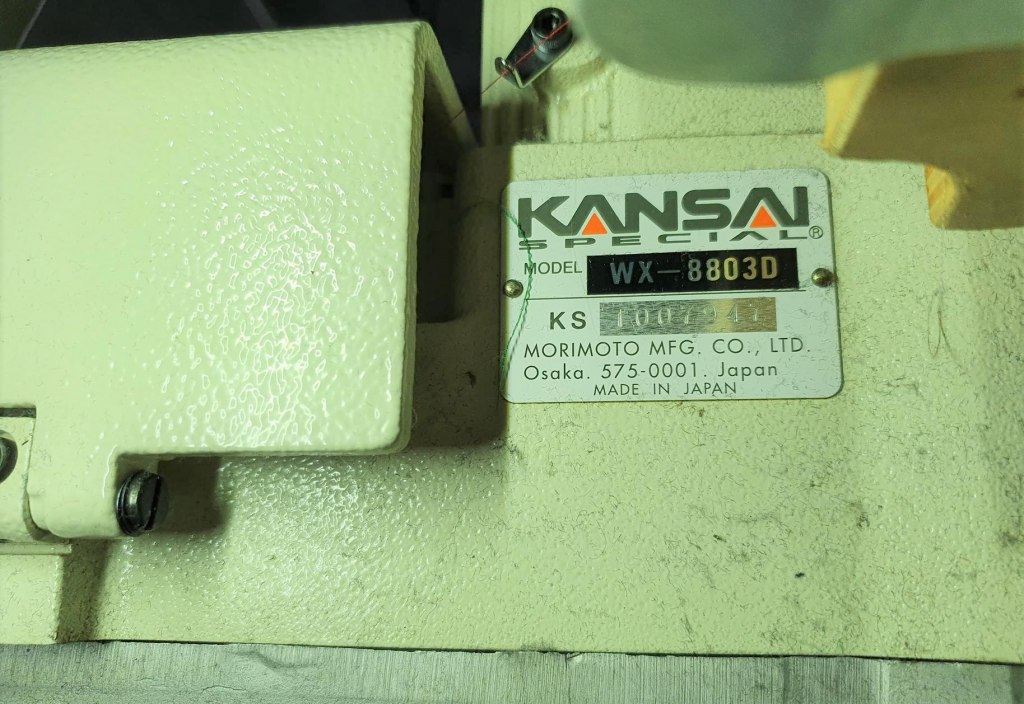 KANSAI
SPECIAL®
MODEL WX-8803D
KS
MORIMOTO MFG. CO., LTD.
Osaka. 575-0001. Japan
MADE IN JAPAN